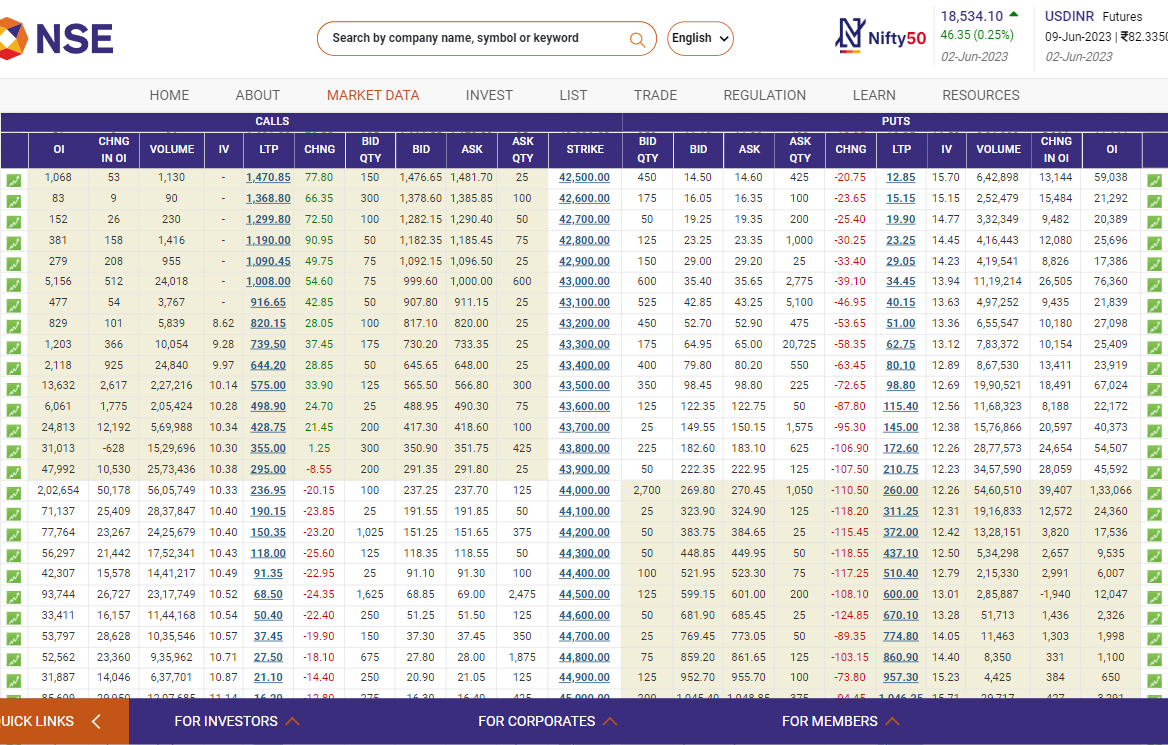 NSE
Search by company name, symbol or keyword
English
Nifty50
18,534.10
46.35 (0.25%)
02-Jun-2023
USDINR Futures
09-Jun-2023 | ₹82.3350
02-Jun-2023
HOME ABOUT MARKET DATA INVEST LIST TRADE REGULATION LEARN RESOURCES
CALLS PUTS
OI CHNG IN OI VOLUME IV LTP CHNG BID QTY BID ASK ASK QTY STRIKE BID QTY BID ASK ASK QTY CHNG LTP IV VOLUME CHNG IN OI OI
1,068 53 1,130 - 1,470.85 77.80 150 1,476.65 1,481.70 25 42,500.00 450 14.50 14.60 425 -20.75 12.85 15.70 6,42,898 13,144 59,038
83 9 90 - 1,368.80 66.35 300 1,378.60 1,385.85 100 42,600.00 175 16.05 16.35 100 -23.65 15.15 15.15 2,52,479 15,484 21,292
152 26 230 - 1,299.80 72.50 100 1,282.15 1,290.40 50 42,700.00 50 19.25 19.35 200 -25.40 19.90 14.77 3,32,349 9,482 20,389
381 158 1,416 - 1,190.00 90.95 50 1,182.35 1,185.45 75 42,800.00 125 23.25 23.35 1,000 -30.25 23.25 14.45 4,16,443 12,080 25,696
279 208 955 - 1,090.45 49.75 75 1,092.15 1,096.50 25 42,900.00 150 29.00 29.20 25 -33.40 29.05 14.23 4,19,541 8,826 17,386
5,156 512 24,018 - 1,008.00 54.60 75 999.60 1,000.00 600 43,000.00 600 35.40 35.65 2,775 -39.10 34.45 13.94 11,19,214 26,505 76,360
477 54 3,767 - 916.65 42.85 50 907.80 911.15 25 43,100.00 525 42.85 43.25 5,100 -46.95 40.15 13.63 4,97,252 9,435 21,839
829 101 5,839 8.62 820.15 28.05 100 817.10 820.00 25 43,200.00 450 52.70 52.90 475 -53.65 51.00 13.36 6,55,547 10,180 27,098
1,203 366 10,054 9.28 739.50 37.45 175 730.20 733.35 25 43,300.00 175 64.95 65.00 20,725 -58.35 62.75 13.12 7,83,372 10,154 25,409
2,118 925 24,840 9.97 644.20 28.85 25 645.65 648.00 25 43,400.00 400 79.80 80.20 550 -63.45 80.10 12.89 8,67,530 13,411 23,919
13,632 2,617 2,27,216 10.14 575.00 33.90 125 565.50 566.80 300 43,500.00 350 98.45 98.80 225 -72.65 98.80 12.69 19,90,521 18,491 67,024
6,061 1,775 2,05,424 10.28 498.90 24.70 25 488.95 490.30 75 43,600.00 125 122.35 122.75 50 -87.80 115.40 12.56 11,68,323 8,188 22,172
24,813 12,192 5,69,988 10.34 428.75 21.45 200 417.30 418.60 100 43,700.00 25 149.55 150.15 1,575 -95.30 145.00 12.38 15,76,866 20,597 40,373
31,013 -628 15,29,696 10.30 355.00 1.25 300 350.90 351.75 425 43,800.00 225 182.60 183.10 625 -106.90 172.60 12.26 28,77,573 24,654 54,507
47,992 10,530 25,73,436 10.38 295.00 -8.55 200 291.35 291.80 25 43,900.00 50 222.35 222.95 125 -107.50 210.75 12.23 34,57,590 28,059 45,592
2,02,654 50,178 56,05,749 10.33 236.95 -20.15 100 237.25 237.70 125 44,000.00 2,700 269.80 270.45 1,050 -110.50 260.00 12.26 54,60,510 39,407 1,33,066
71,137 25,409 28,37,847 10.40 190.15 -23.85 25 191.55 191.85 50 44,100.00 25 323.90 324.90 125 -118.20 311.25 12.31 19,16,833 12,572 24,360
77,764 23,267 24,25,679 10.40 150.35 -23.20 1,025 151.25 151.65 375 44,200.00 50 383.75 384.65 25 -115.45 372.00 12.42 13,28,151 3,820 17,536
56,297 21,442 17,52,341 10.43 118.00 -25.60 125 118.35 118.55 50 44,300.00 50 448.85 449.95 50 -118.55 437.10 12.50 5,34,298 2,657 9,535
42,307 15,578 14,41,217 10.49 91.35 -22.95 25 91.10 91.30 100 44,400.00 100 521.95 523.30 75 -117.25 510.40 12.79 2,15,330 2,991 6,007
93,744 26,727 23,17,749 10.52 68.50 -24.35 1,625 68.85 69.00 2,475 44,500.00 125 599.15 601.00 200 -108.10 600.00 13.01 2,85,887 -1,940 12,047
33,411 16,157 11,44,168 10.54 50.40 -22.40 250 51.25 51.50 125 44,600.00 50 681.90 685.45 25 -124.85 670.10 13.28 51,713 1,436 2,326
53,797 28,628 10,35,546 10.57 37.45 -19.90 150 37.30 37.45 350 44,700.00 25 769.45 773.05 50 -89.35 774.80 14.05 11,463 1,303 1,998
52,562 23,360 9,35,962 10.71 27.50 -18.10 675 27.80 28.00 1,875 44,800.00 75 859.20 861.65 125 -103.15 860.90 14.40 8,350 331 1,100
31,887 14,046 6,37,701 10.87 21.10 -14.40 250 20.90 21.05 125 44,900.00 125 952.70 955.70 100 -73.80 957.30 15.23 4,425 384 650
UICK LINKS FOR INVESTORS FOR CORPORATES FOR MEMBERS